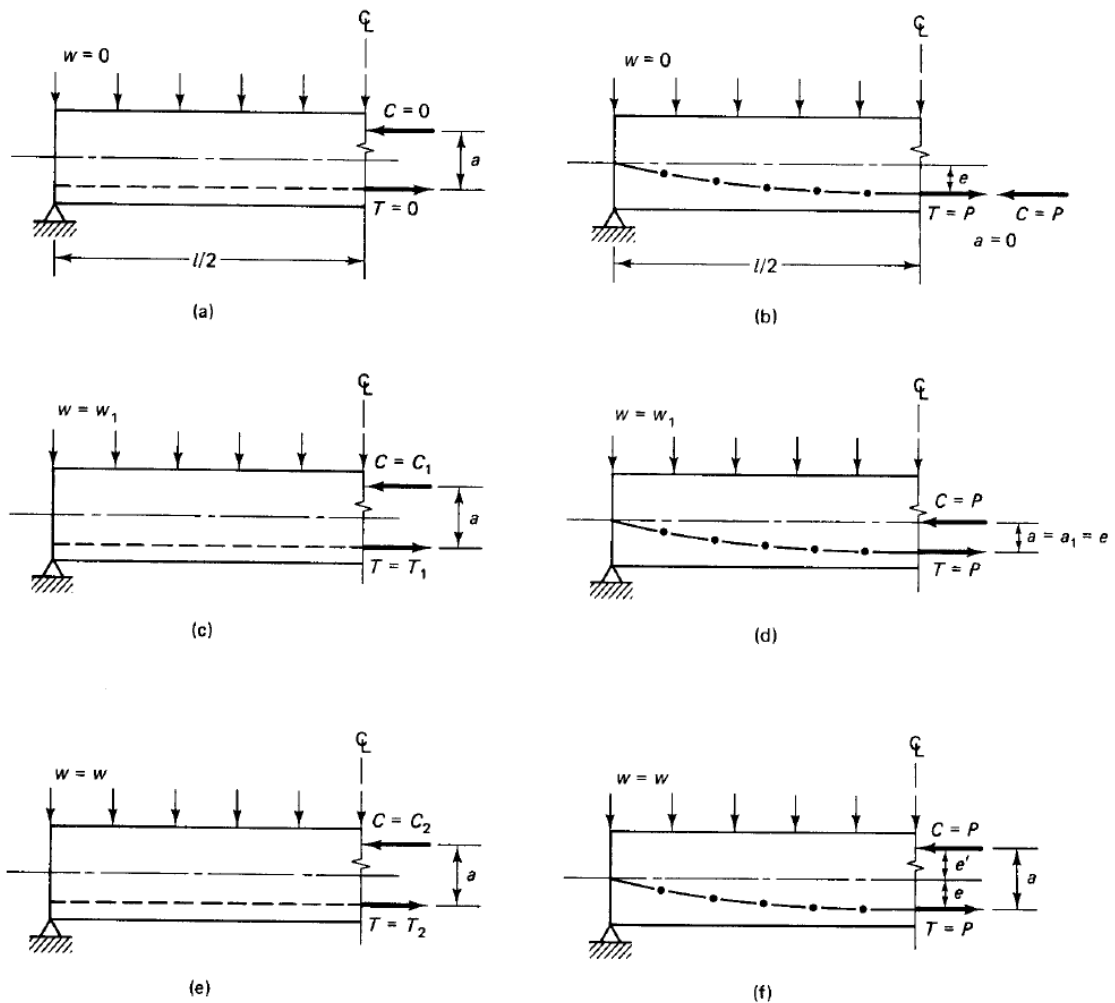 ℄
w = 0
C = 0
a
T = 0
l/2
(a)
℄
w = 0
e
T = P
C = P
a = 0
l/2
(b)
℄
w = w₁
C = C₁
a
T = T₁
(c)
℄
w = w₁
C = P
a = a₁ = e
T = P
(d)
℄
w = w
C = C₂
a
T = T₂
(e)
℄
w = w
C = P
e'
a
e
T = P
(f)